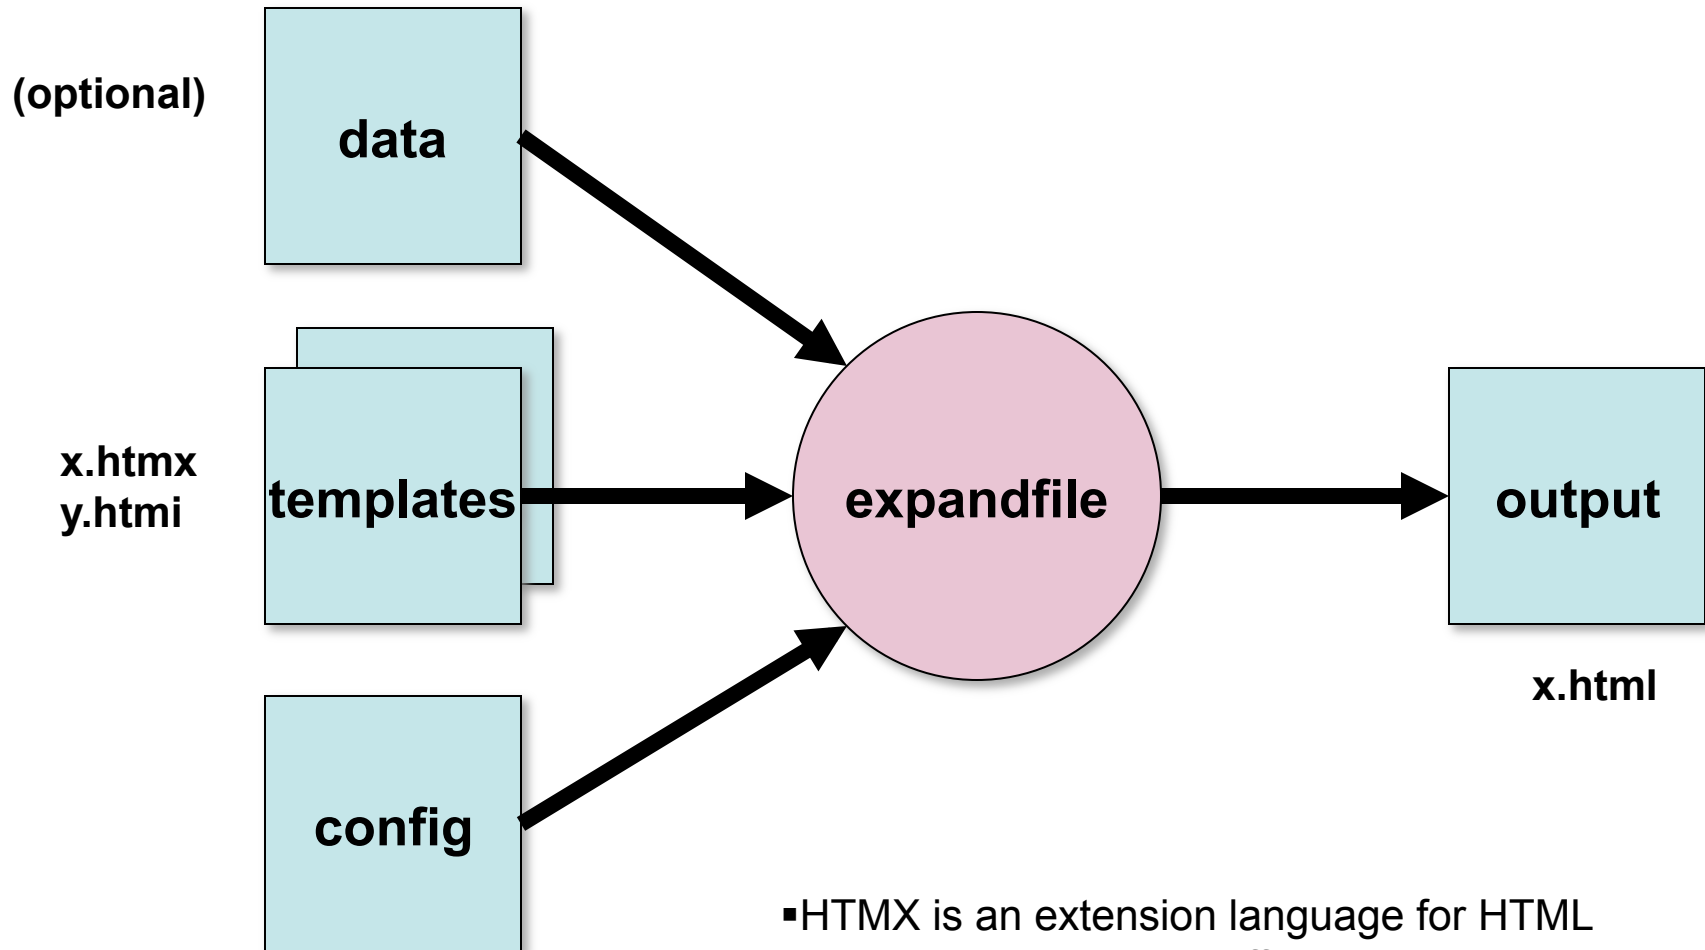 (optional)
data
x.htmx
y.htmi
templates
expandfile
output
x.html
config
▪HTMX is an extension language for HTML